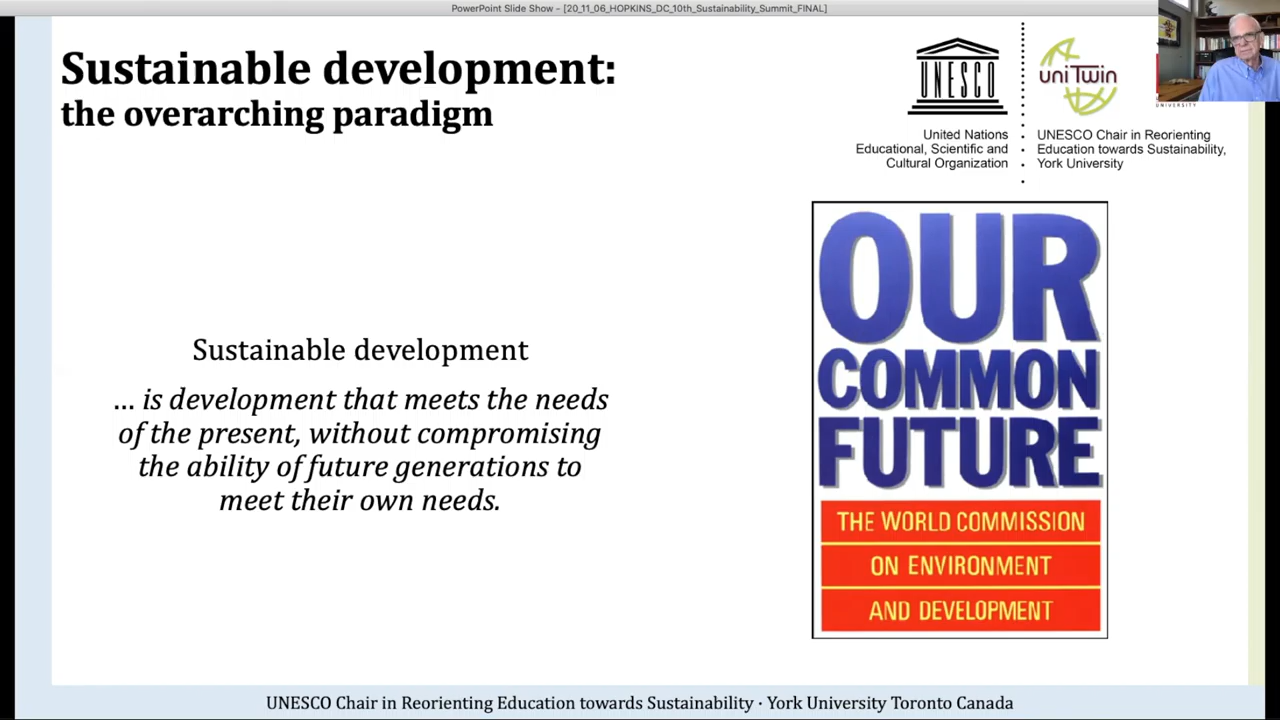 PowerPoint Slide Show - [20_11_06_HOPKINS_DC_10th_Sustainability_Summit_FINAL]
Sustainable development:
the overarching paradigm
UNESCO
United Nations
Educational, Scientific and
Cultural Organization
uniTwin
UNIVERSITY
UNESCO Chair in Reorienting
Education towards Sustainability,
York University
Sustainable development
… is development that meets the needs
of the present, without compromising
the ability of future generations to
meet their own needs.
OUR
COMMON
FUTURE
THE WORLD COMMISSION
ON ENVIRONMENT
AND DEVELOPMENT
UNESCO Chair in Reorienting Education towards Sustainability · York University Toronto Canada